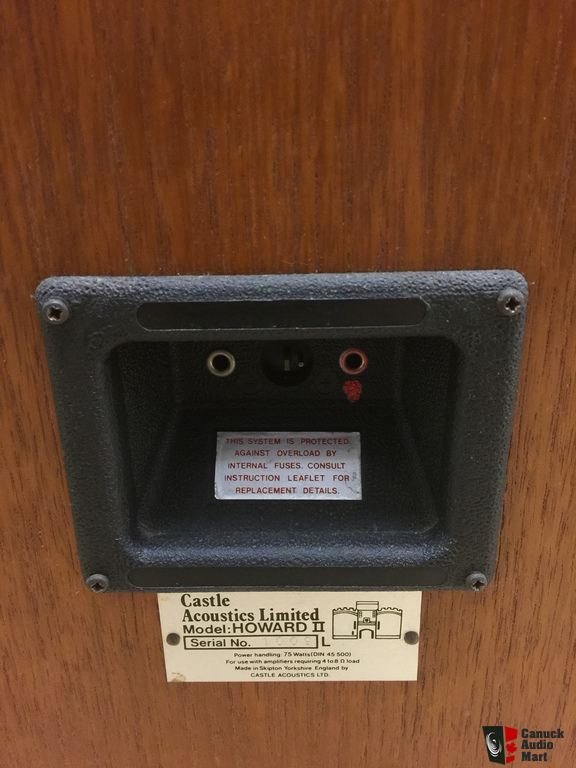 THIS SYSTEM IS PROTECTED
AGAINST OVERLOAD BY
INTERNAL FUSES. CONSULT
INSTRUCTION LEAFLET FOR
REPLACEMENT DETAILS.
Castle
Acoustics Limited
Model:HOWARD II
Serial No. L
Power handling: 75 Watts (DIN 45 500)
For use with amplifiers requiring 4 to 8 Ω load
Made in Skipton Yorkshire England by
CASTLE ACOUSTICS LTD.
Canuck
Audio
Mart